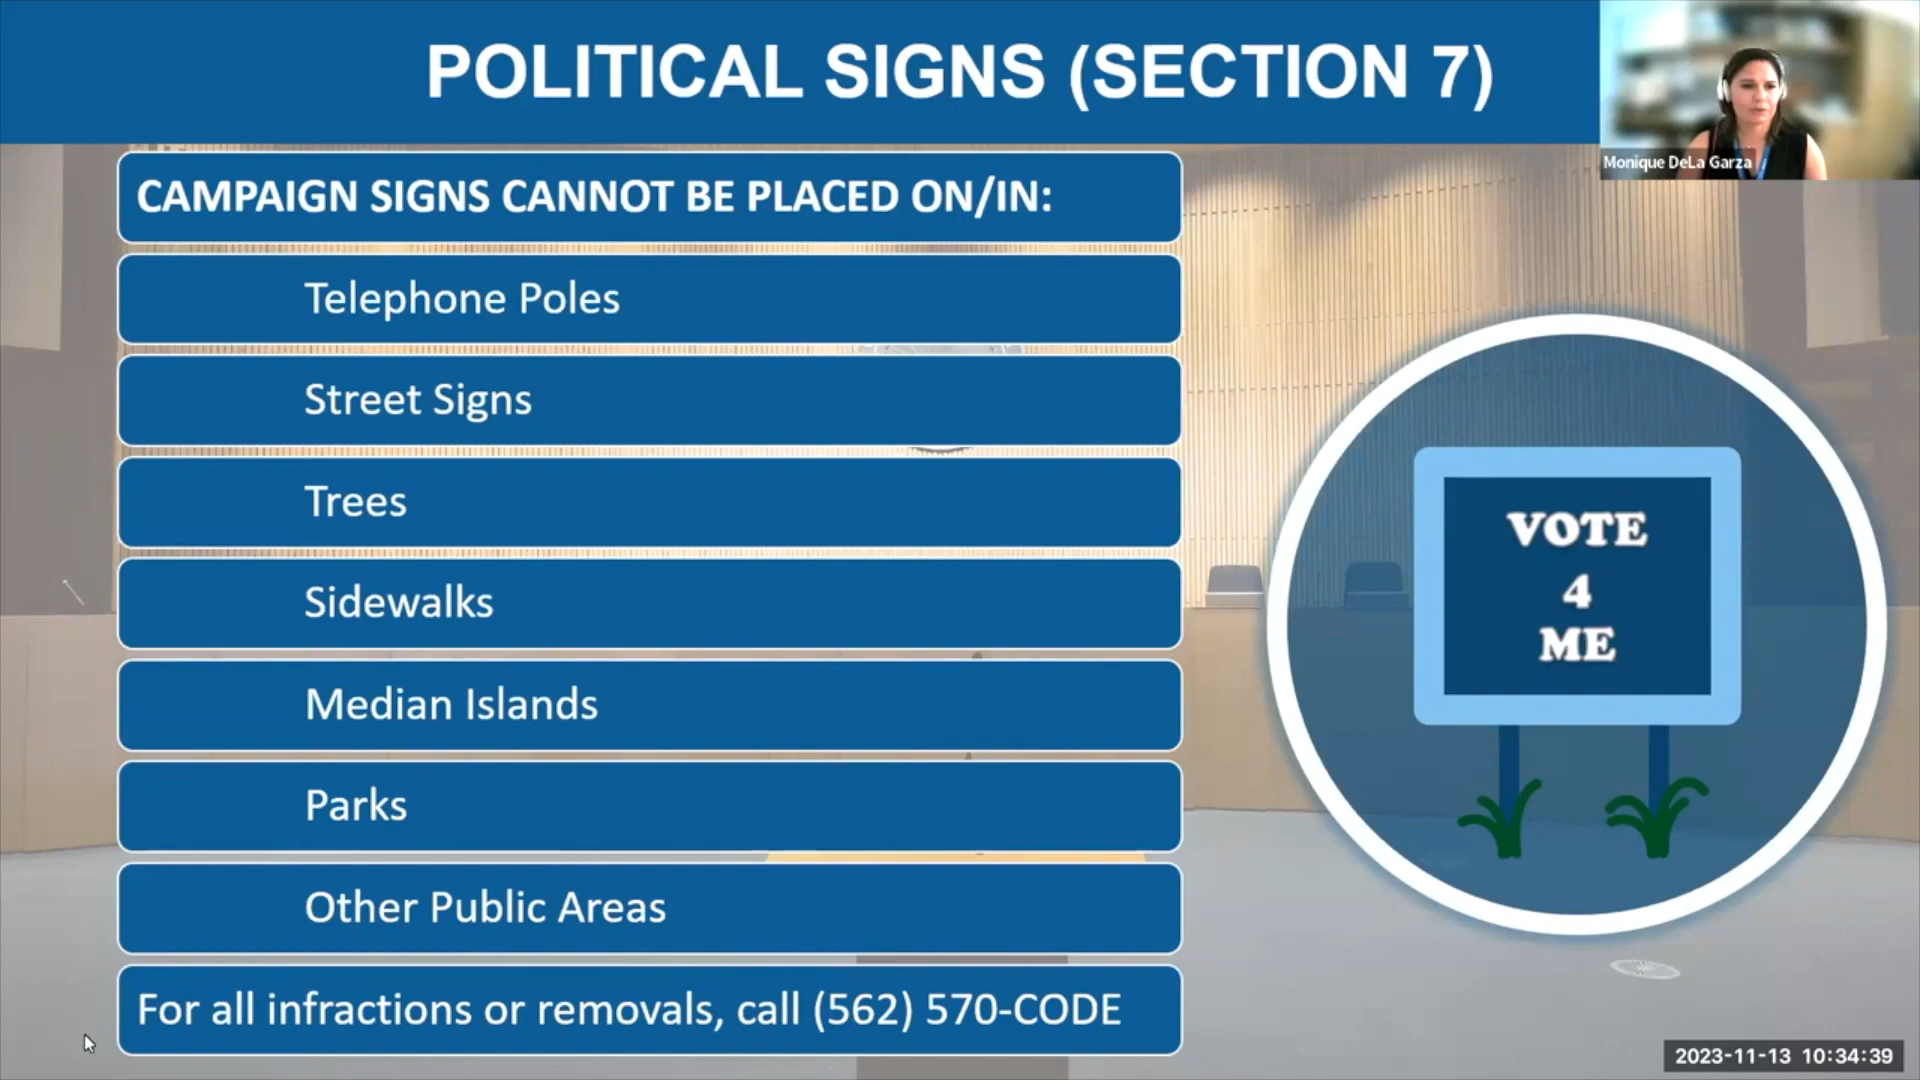 POLITICAL SIGNS (SECTION 7)
Monique DeLa Garza
CAMPAIGN SIGNS CANNOT BE PLACED ON/IN:
Telephone Poles
Street Signs
Trees
Sidewalks
Median Islands
Parks
Other Public Areas
For all infractions or removals, call (562) 570-CODE
VOTE
4
ME
2023-11-13 10:34:39